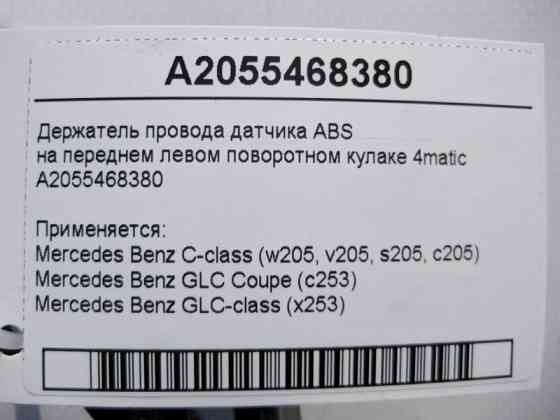 A2055468380
Держатель провода датчика ABS
на переднем левом поворотном кулаке 4matic
A2055468380
Применяется:
Mercedes Benz C-class (w205, v205, s205, c205)
Mercedes Benz GLC Coupe (c253)
Mercedes Benz GLC-class (x253)